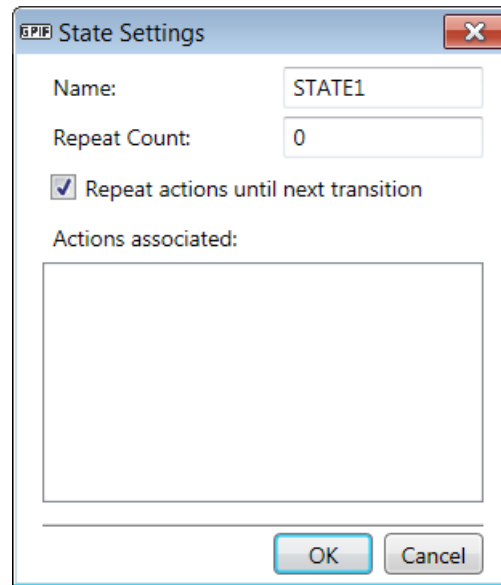 GPIF State Settings
Name: STATE1
Repeat Count: 0
Repeat actions until next transition
Actions associated:
OK Cancel